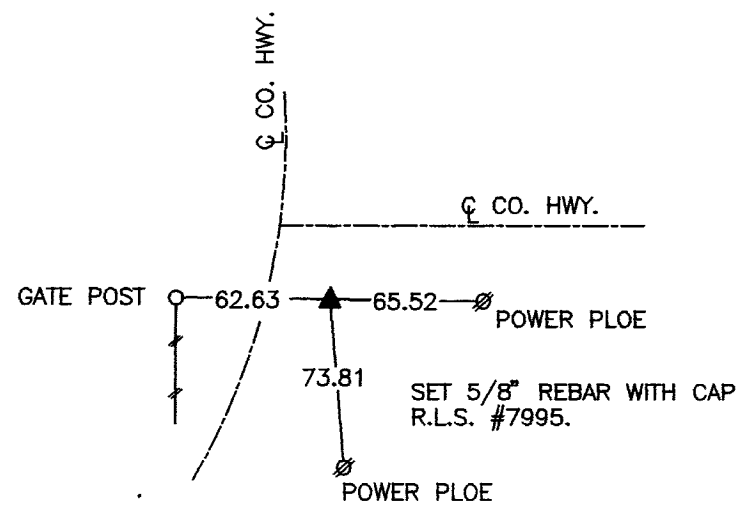 ℄ CO. HWY.
℄ CO. HWY.
GATE POST
62.63
65.52
POWER PLOE
73.81
SET 5/8" REBAR WITH CAP
R.L.S. #7995.
POWER PLOE